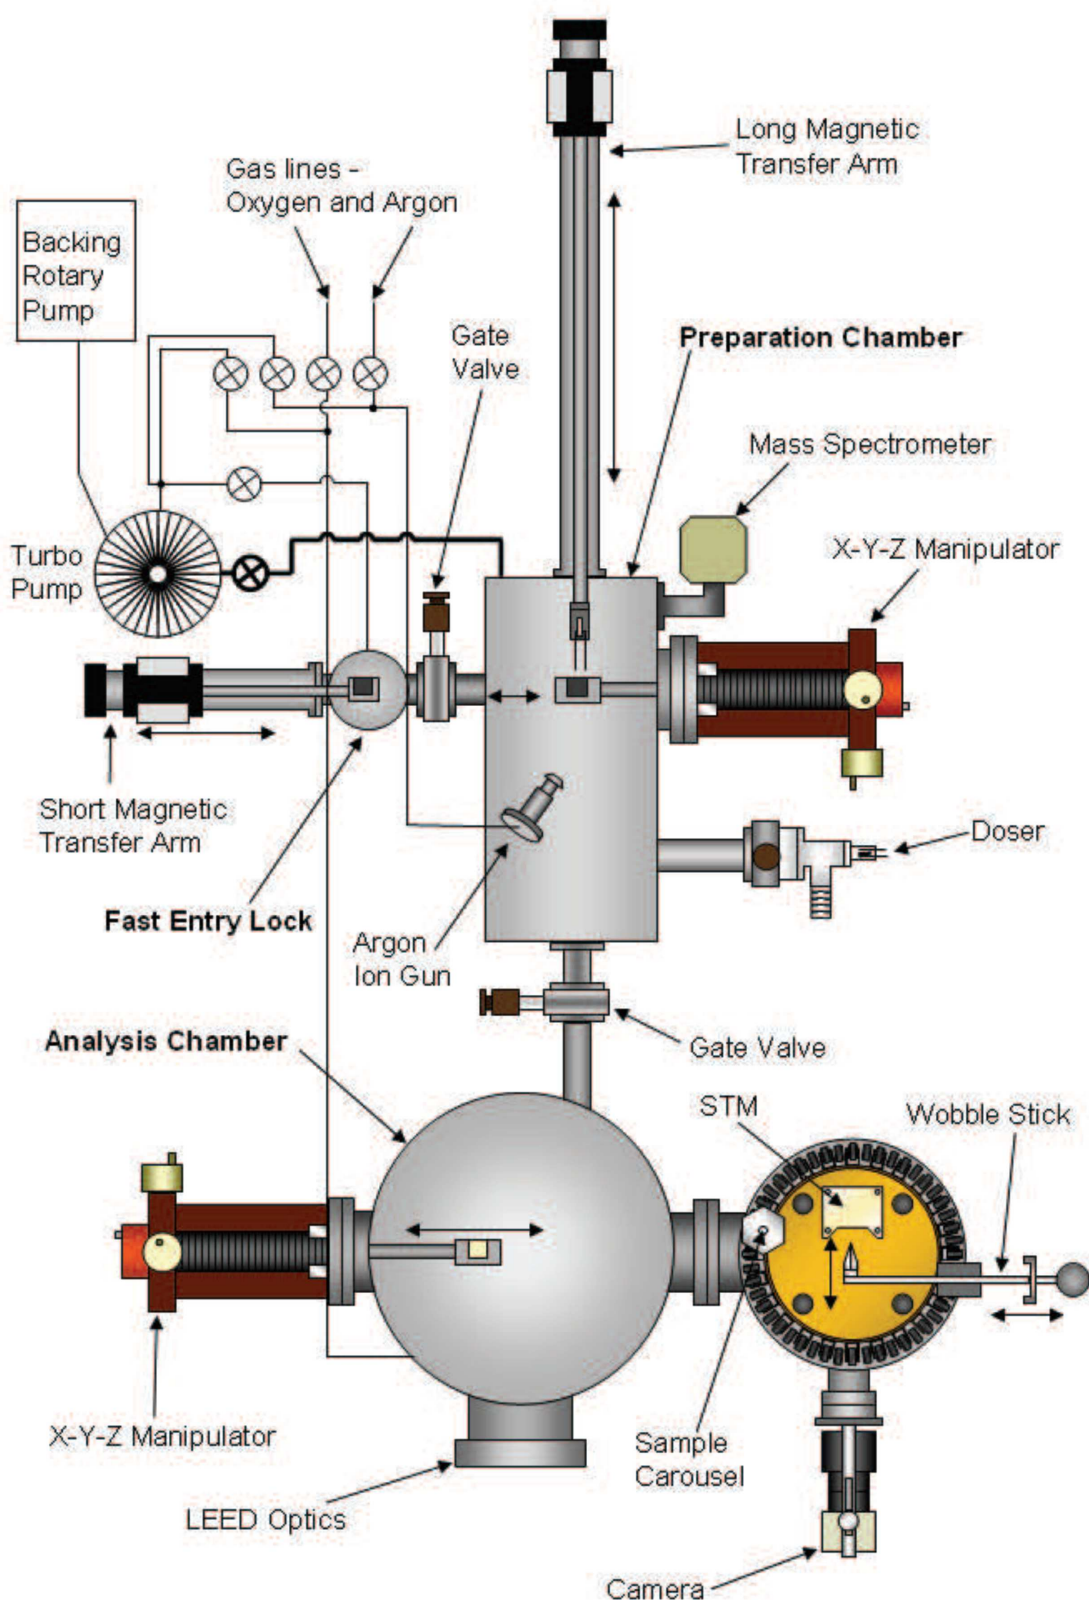 Long Magnetic
Transfer Arm
Gas lines -
Oxygen and Argon
Backing
Rotary
Pump
Gate
Valve
Preparation Chamber
Mass Spectrometer
X-Y-Z Manipulator
Turbo
Pump
Short Magnetic
Transfer Arm
Doser
Fast Entry Lock
Argon
Ion Gun
Analysis Chamber
Gate Valve
STM
Wobble Stick
X-Y-Z Manipulator
Sample
Carousel
LEED Optics
Camera